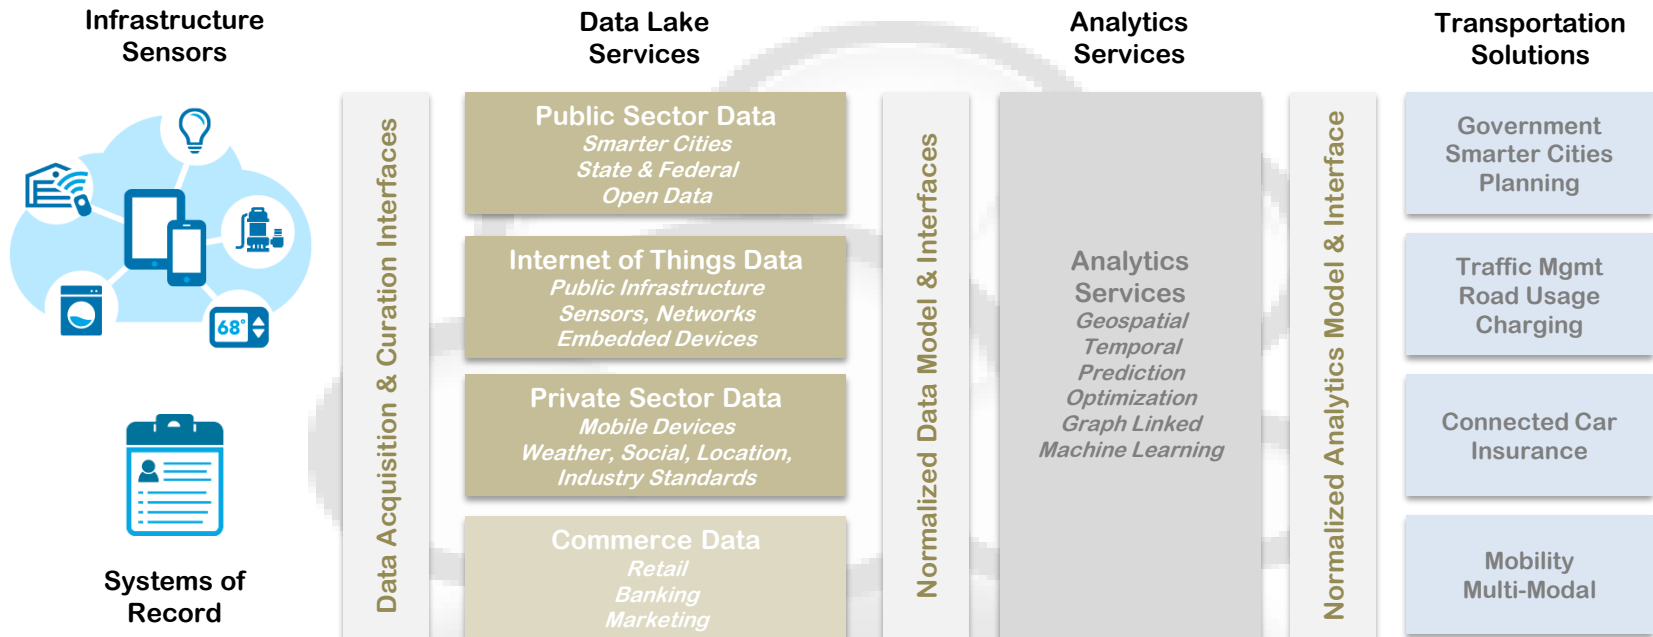 Infrastructure
Sensors
68°
Systems of
Record
Data Acquisition & Curation Interfaces
Data Lake
Services
Public Sector Data
Smarter Cities
State & Federal
Open Data
Internet of Things Data
Public Infrastructure
Sensors, Networks
Embedded Devices
Private Sector Data
Mobile Devices
Weather, Social, Location,
Industry Standards
Commerce Data
Retail
Banking
Marketing
Normalized Data Model & Interfaces
Analytics
Services
Analytics
Services
Geospatial
Temporal
Prediction
Optimization
Graph Linked
Machine Learning
Normalized Analytics Model & Interface
Transportation
Solutions
Government
Smarter Cities
Planning
Traffic Mgmt
Road Usage
Charging
Connected Car
Insurance
Mobility
Multi-Modal